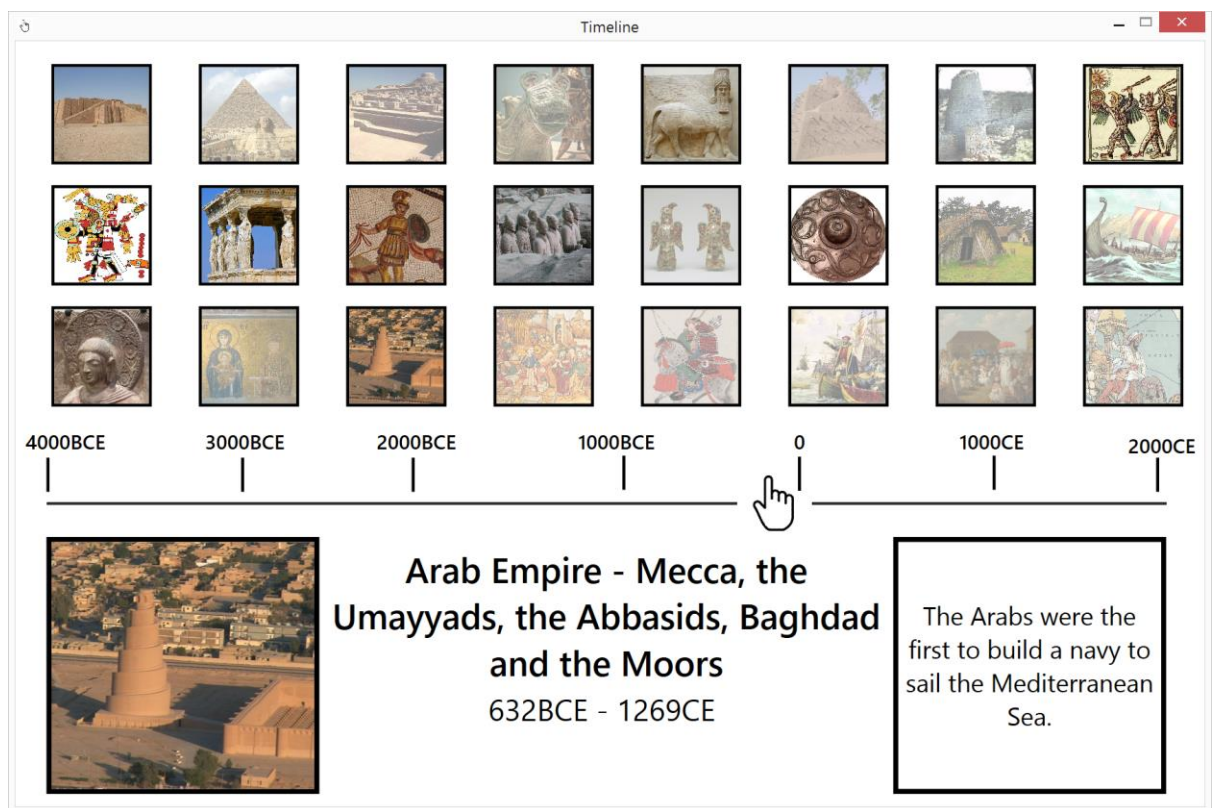 Timeline
4000BCE 3000BCE 2000BCE 1000BCE 0 1000CE 2000CE
Arab Empire - Mecca, the
Umayyads, the Abbasids, Baghdad
and the Moors
632BCE - 1269CE
The Arabs were the
first to build a navy to
sail the Mediterranean
Sea.